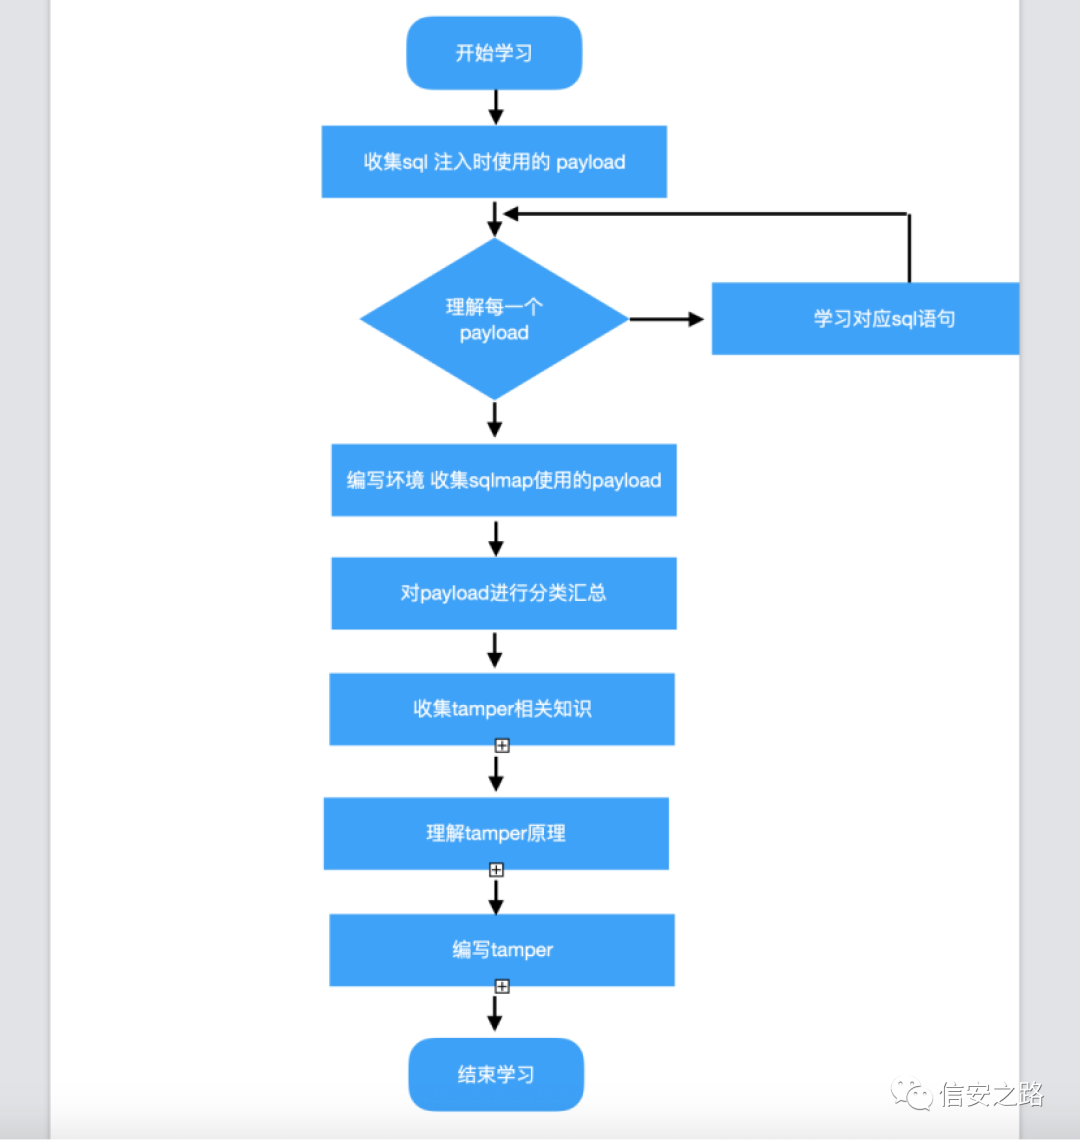 开始学习
收集sql 注入时使用的 payload
理解每一个
payload
学习对应sql语句
编写坏境 收集sqlmap使用的payload
对payload进行分类汇总
收集tamper相关知识
理解tamper原理
编写tamper
结束学习
信安之路